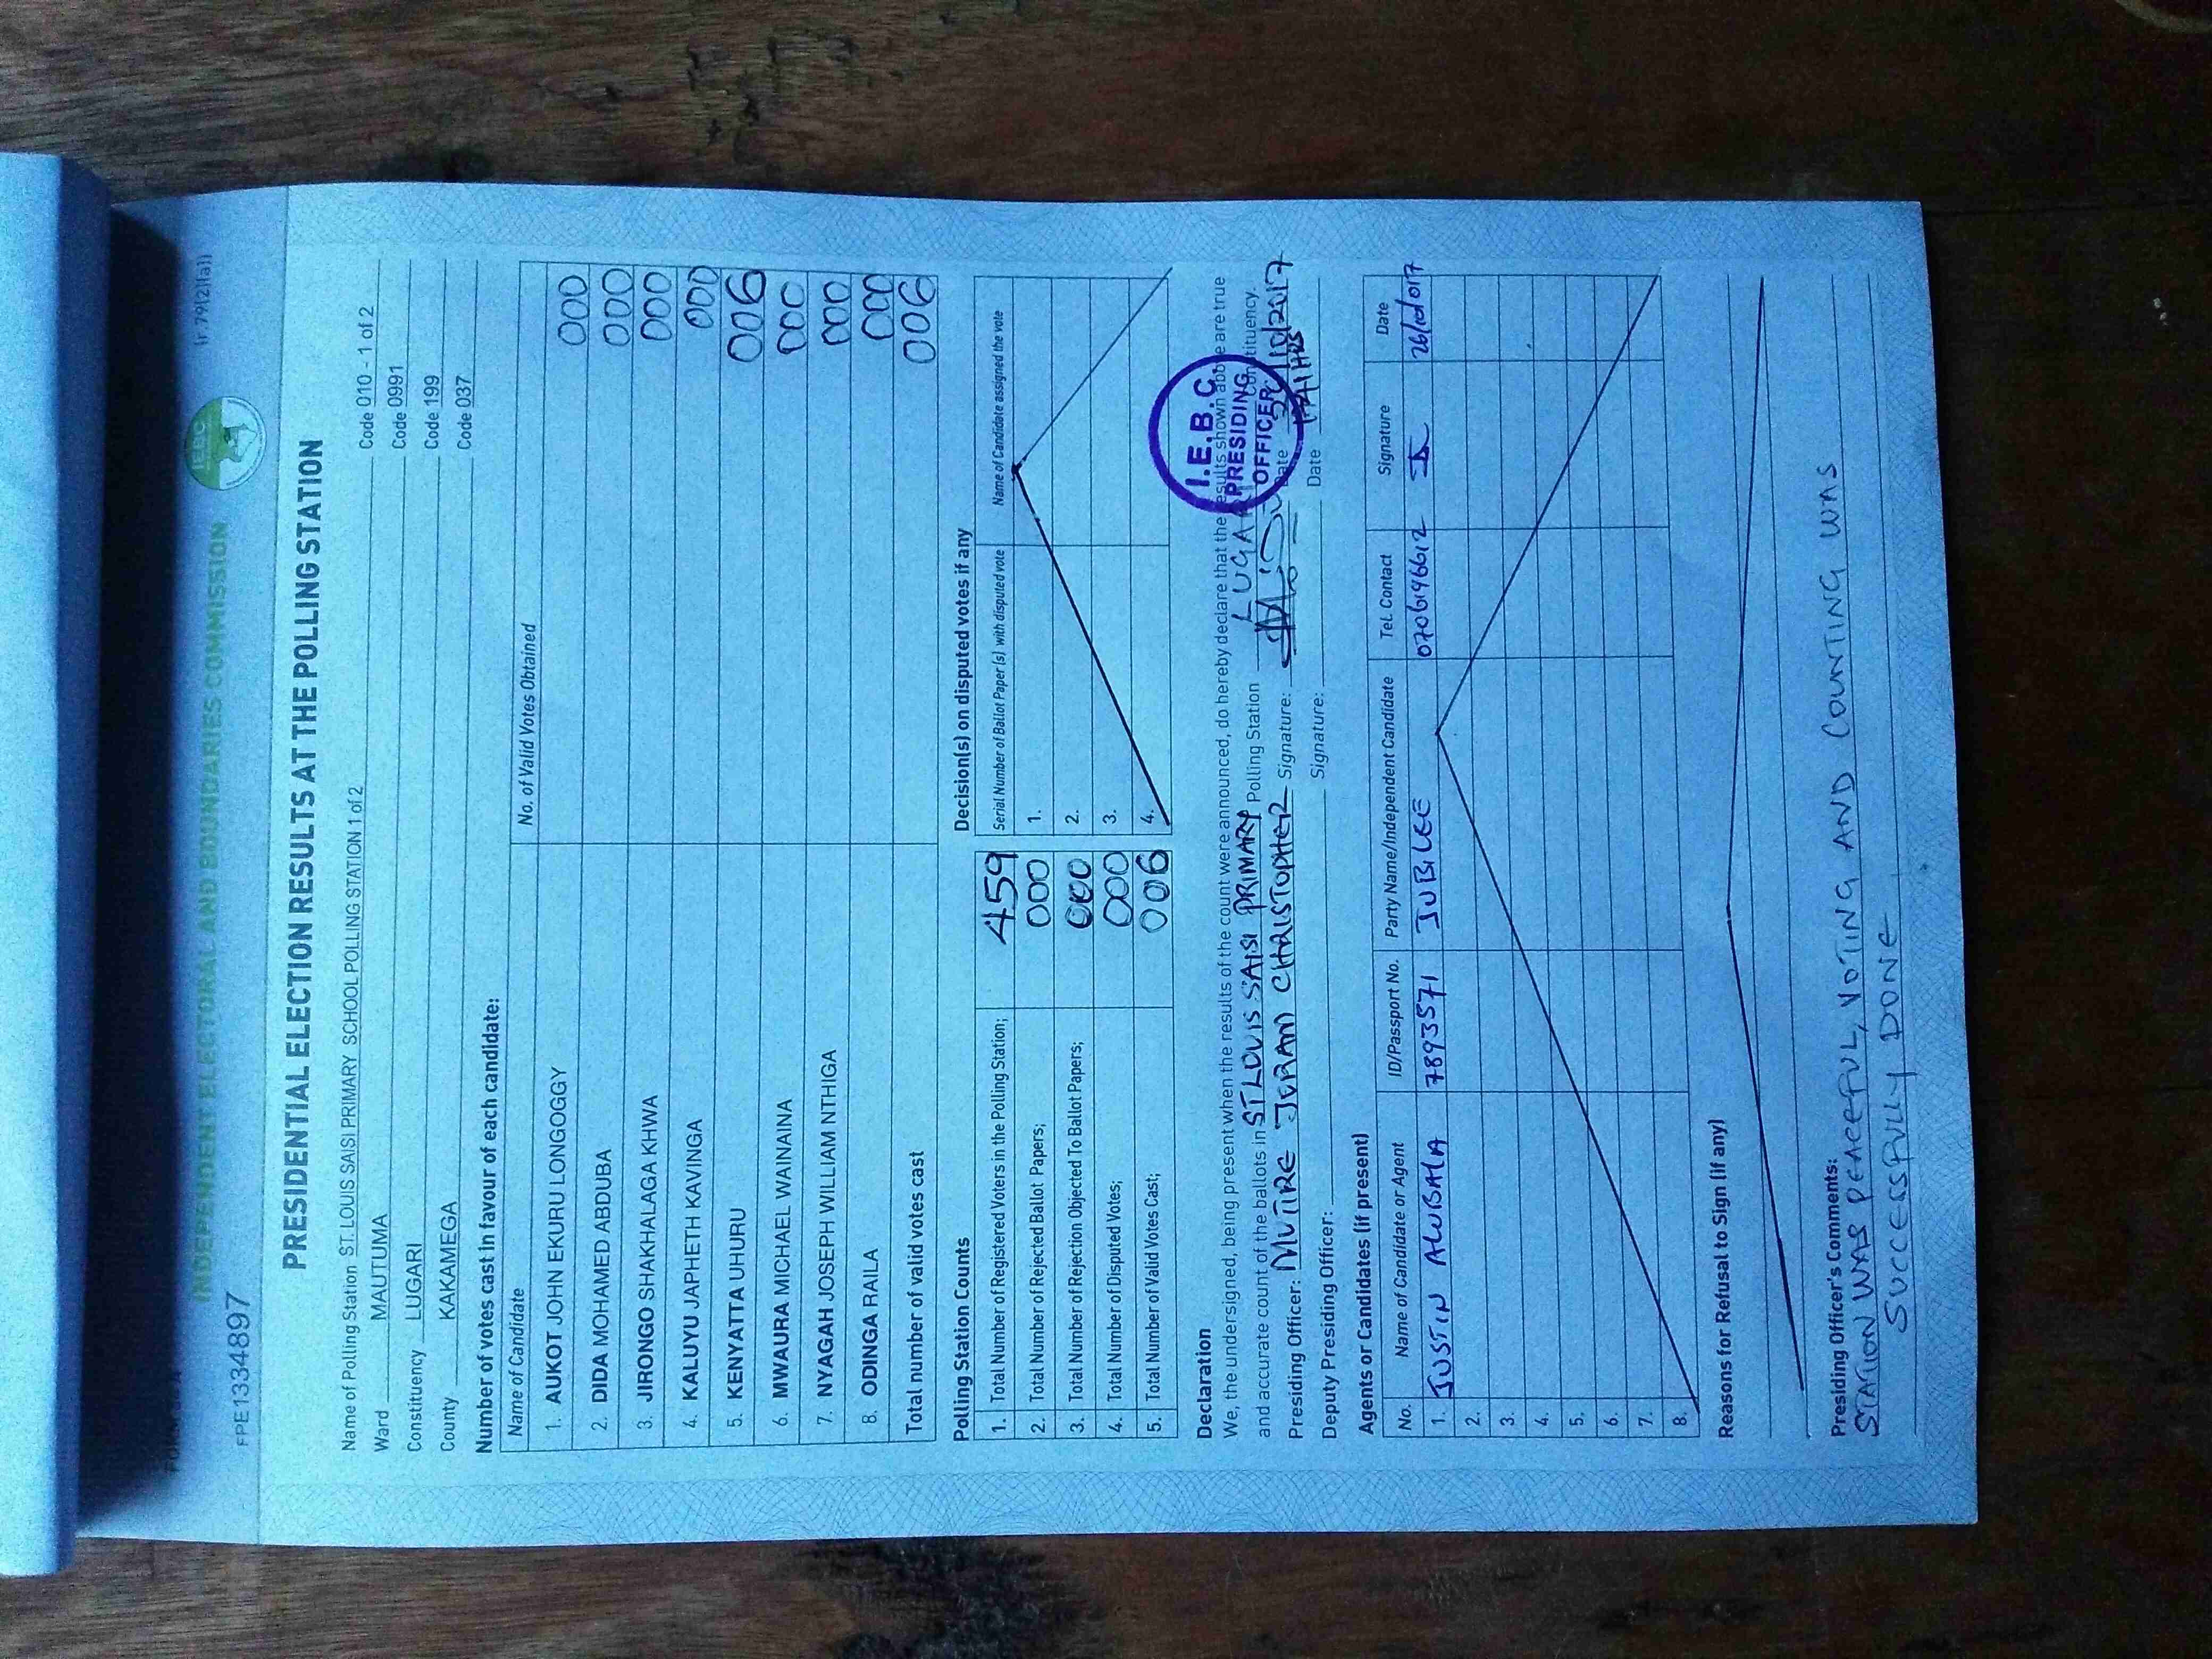 (r.79(2)(a))
INDEPENDENT ELECTORAL AND BOUNDARIES COMMISSION
IEBC
FPE1334897
PRESIDENTIAL ELECTION RESULTS AT THE POLLING STATION
Name of Polling Station ST. LOUIS SAISI PRIMARY SCHOOL POLLING STATION 1 of 2 Code 010 - 1 of 2
Ward MAUTUMA Code 0991
Constituency LUGARI Code 199
County KAKAMEGA Code 037
Number of votes cast in favour of each candidate:
Name of Candidate No. of Valid Votes Obtained
1. AUKOT JOHN EKURU LONGOGGY 000
2. DIDA MOHAMED ABDUBA 000
3. JIRONGO SHAKHALAGA KHWA 000
4. KALUYU JAPHETH KAVINGA 000
5. KENYATTA UHURU 006
6. MWAURA MICHAEL WAINAINA 000
7. NYAGAH JOSEPH WILLIAM NTHIGA 000
8. ODINGA RAILA 000
Total number of valid votes cast 006
Polling Station Counts
1. Total Number of Registered Voters in the Polling Station; 459
2. Total Number of Rejected Ballot Papers; 000
3. Total Number of Rejection Objected To Ballot Papers; 000
4. Total Number of Disputed Votes; 000
5. Total Number of Valid Votes Cast; 006
Decision(s) on disputed votes if any
Serial Number of Ballot Paper(s) with disputed vote Name of Candidate assigned the vote
1.
2.
3.
4.
Declaration
We, the undersigned, being present when the results of the count were announced, do hereby declare that the results shown above are true
and accurate count of the ballots in ST LOUIS SAISI PRIMARY Polling Station LUGARI Constituency.
Presiding Officer: MUTIRE JORAM CHRISTOPHER Signature: Date 26/10/2017
Deputy Presiding Officer: Signature: Date
I.E.B.C
PRESIDING
OFFICER
Agents or Candidates (if present)
No. Name of Candidate or Agent ID/Passport No. Party Name/Independent Candidate Tel. Contact Signature Date
1. JUSTIN ALUBALA 7893571 JUBILEE 0706196612 26/10/017
2.
3.
4.
5.
6.
7.
8.
Reasons for Refusal to Sign (if any)
Presiding Officer's Comments:
STATION WAS PEACEFUL, VOTING AND COUNTING WAS
SUCCESSFULLY DONE